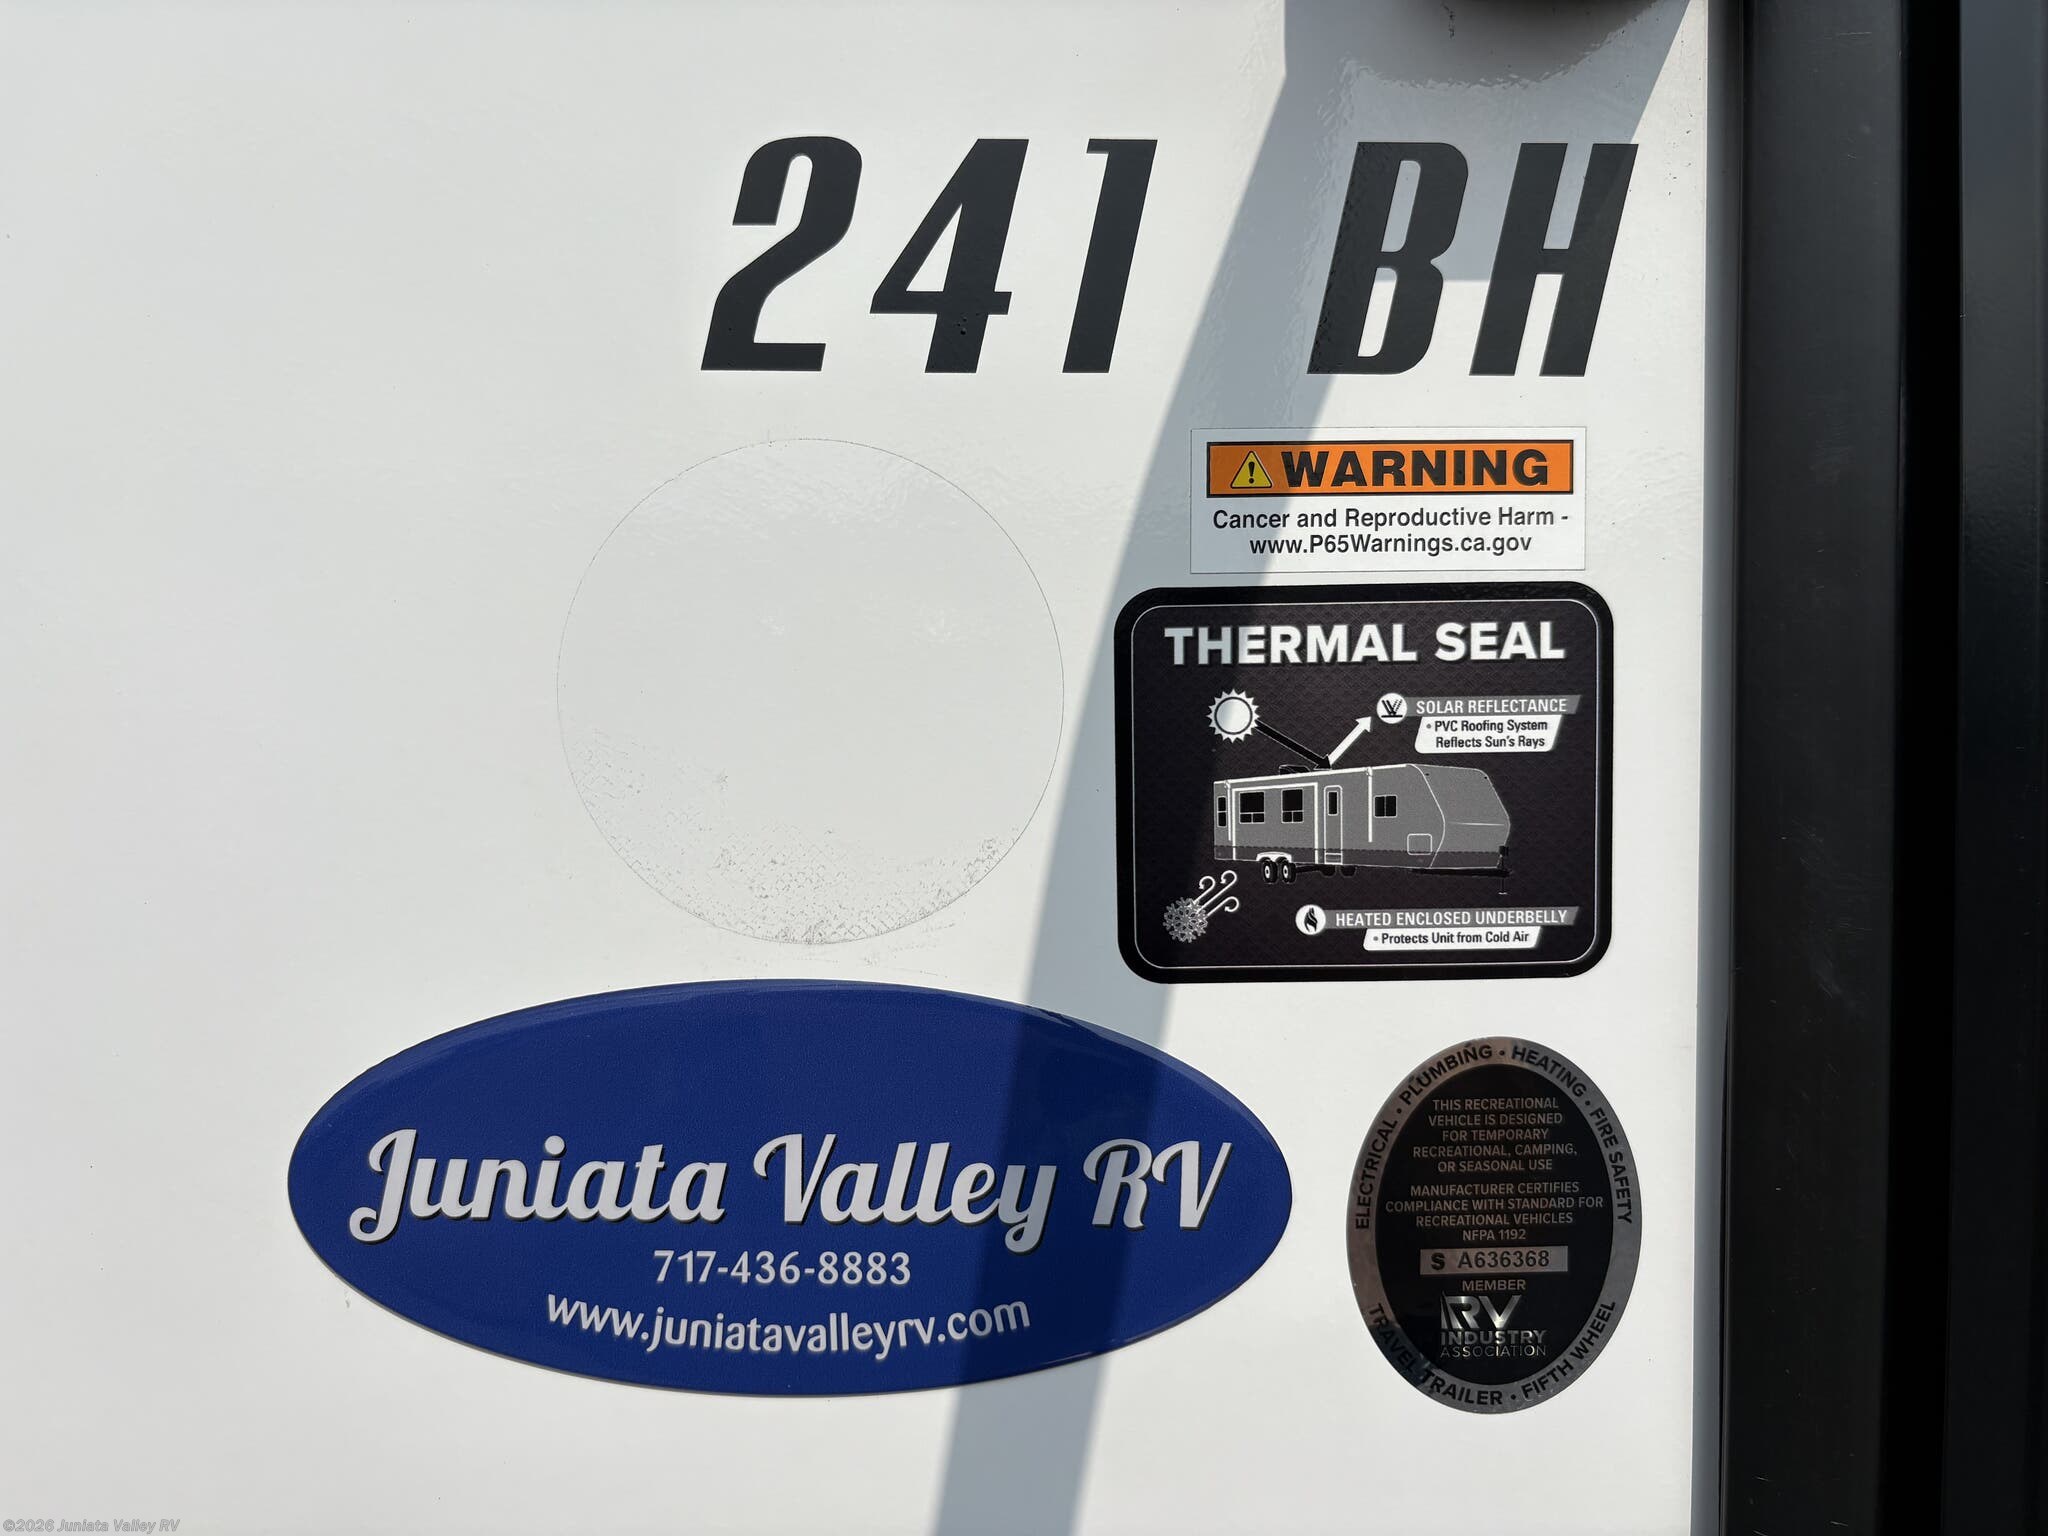 241 BH
WARNING
Cancer and Reproductive Harm -
www.P65Warnings.ca.gov
THERMAL SEAL
SOLAR REFLECTANCE
• PVC Roofing System
Reflects Sun's Rays
HEATED ENCLOSED UNDERBELLY
• Protects Unit from Cold Air
Juniata Valley RV
717-436-8883
www.juniatavalleyrv.com
ELECTRICAL • PLUMBING • HEATING • FIRE SAFETY
THIS RECREATIONAL
VEHICLE IS DESIGNED
FOR TEMPORARY
RECREATIONAL, CAMPING,
OR SEASONAL USE
MANUFACTURER CERTIFIES
COMPLIANCE WITH STANDARD FOR
RECREATIONAL VEHICLES
NFPA 1192
S A636368
MEMBER
RV
INDUSTRY
ASSOCIATION
TRAVEL TRAILER • FIFTH WHEEL
©2026 Juniata Valley RV